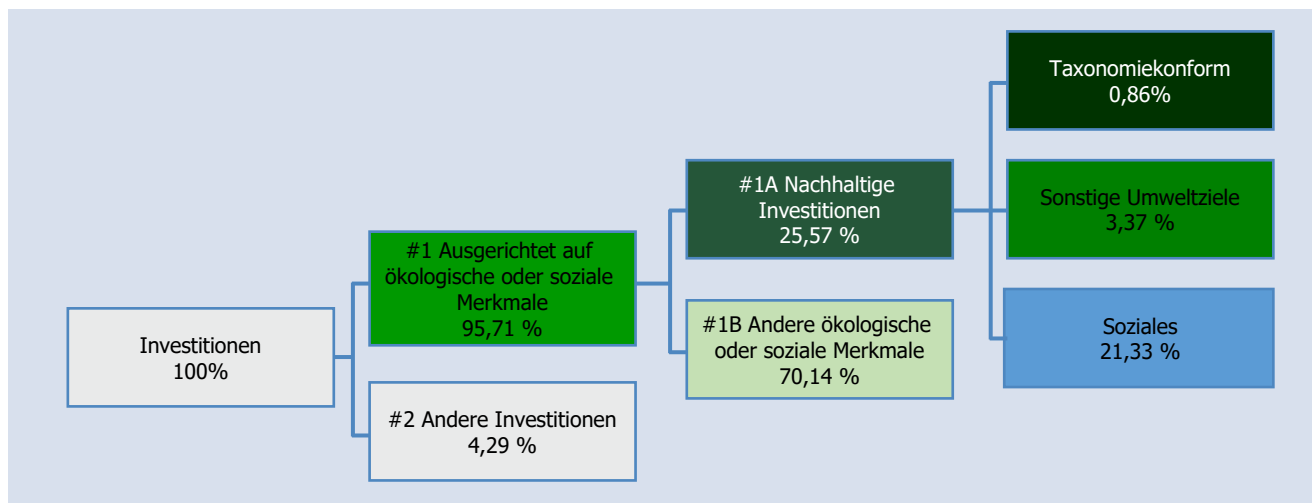 Investitionen
100%
#1 Ausgerichtet auf
ökologische oder soziale
Merkmale
95,71 %
#2 Andere Investitionen
4,29 %
#1A Nachhaltige
Investitionen
25,57 %
#1B Andere ökologische
oder soziale Merkmale
70,14 %
Taxonomiekonform
0,86%
Sonstige Umweltziele
3,37 %
Soziales
21,33 %